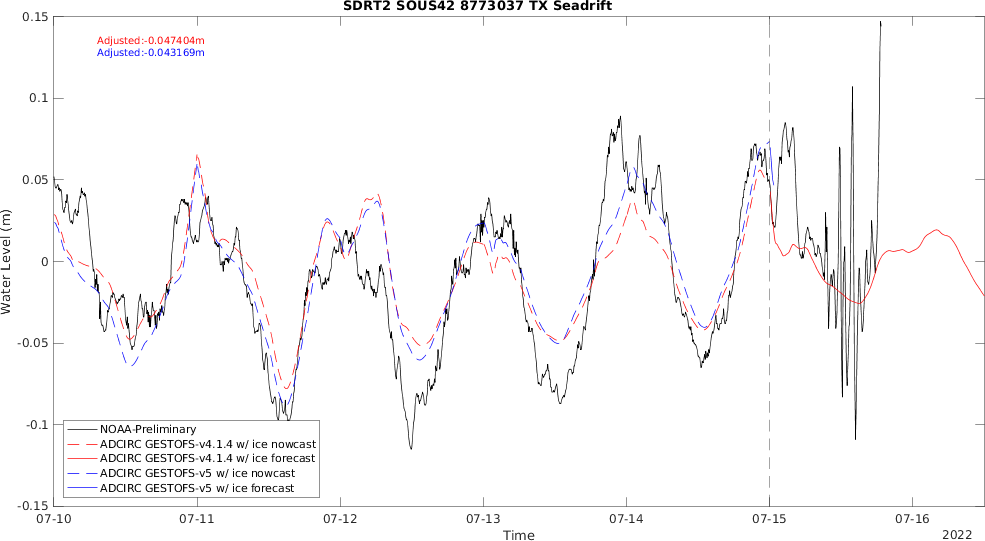 SDRT2 SOUS42 8773037 TX Seadrift
0.15
Adjusted:-0.047404m
Adjusted:-0.043169m
0.1
0.05
0
-0.05
-0.1
-0.15
Water Level (m)
NOAA-Preliminary
ADCIRC GESTOFS-v4.1.4 w/ ice nowcast
ADCIRC GESTOFS-v4.1.4 w/ ice forecast
ADCIRC GESTOFS-v5 w/ ice nowcast
ADCIRC GESTOFS-v5 w/ ice forecast
07-10 07-11 07-12 07-13 07-14 07-15 07-16
Time
2022